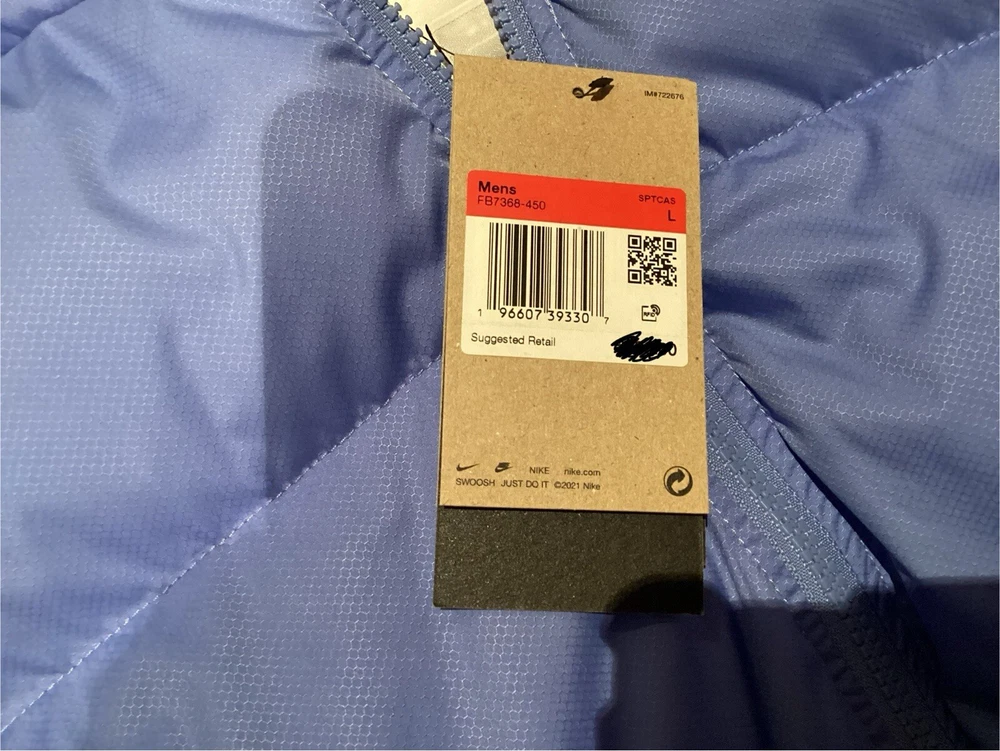 IM#722676
Mens
FB7368-450
SPTCAS
L
1 96607 39330 7
RFID
Suggested Retail
0
NIKE nike.com
SWOOSH JUST DO IT ©2021 Nike